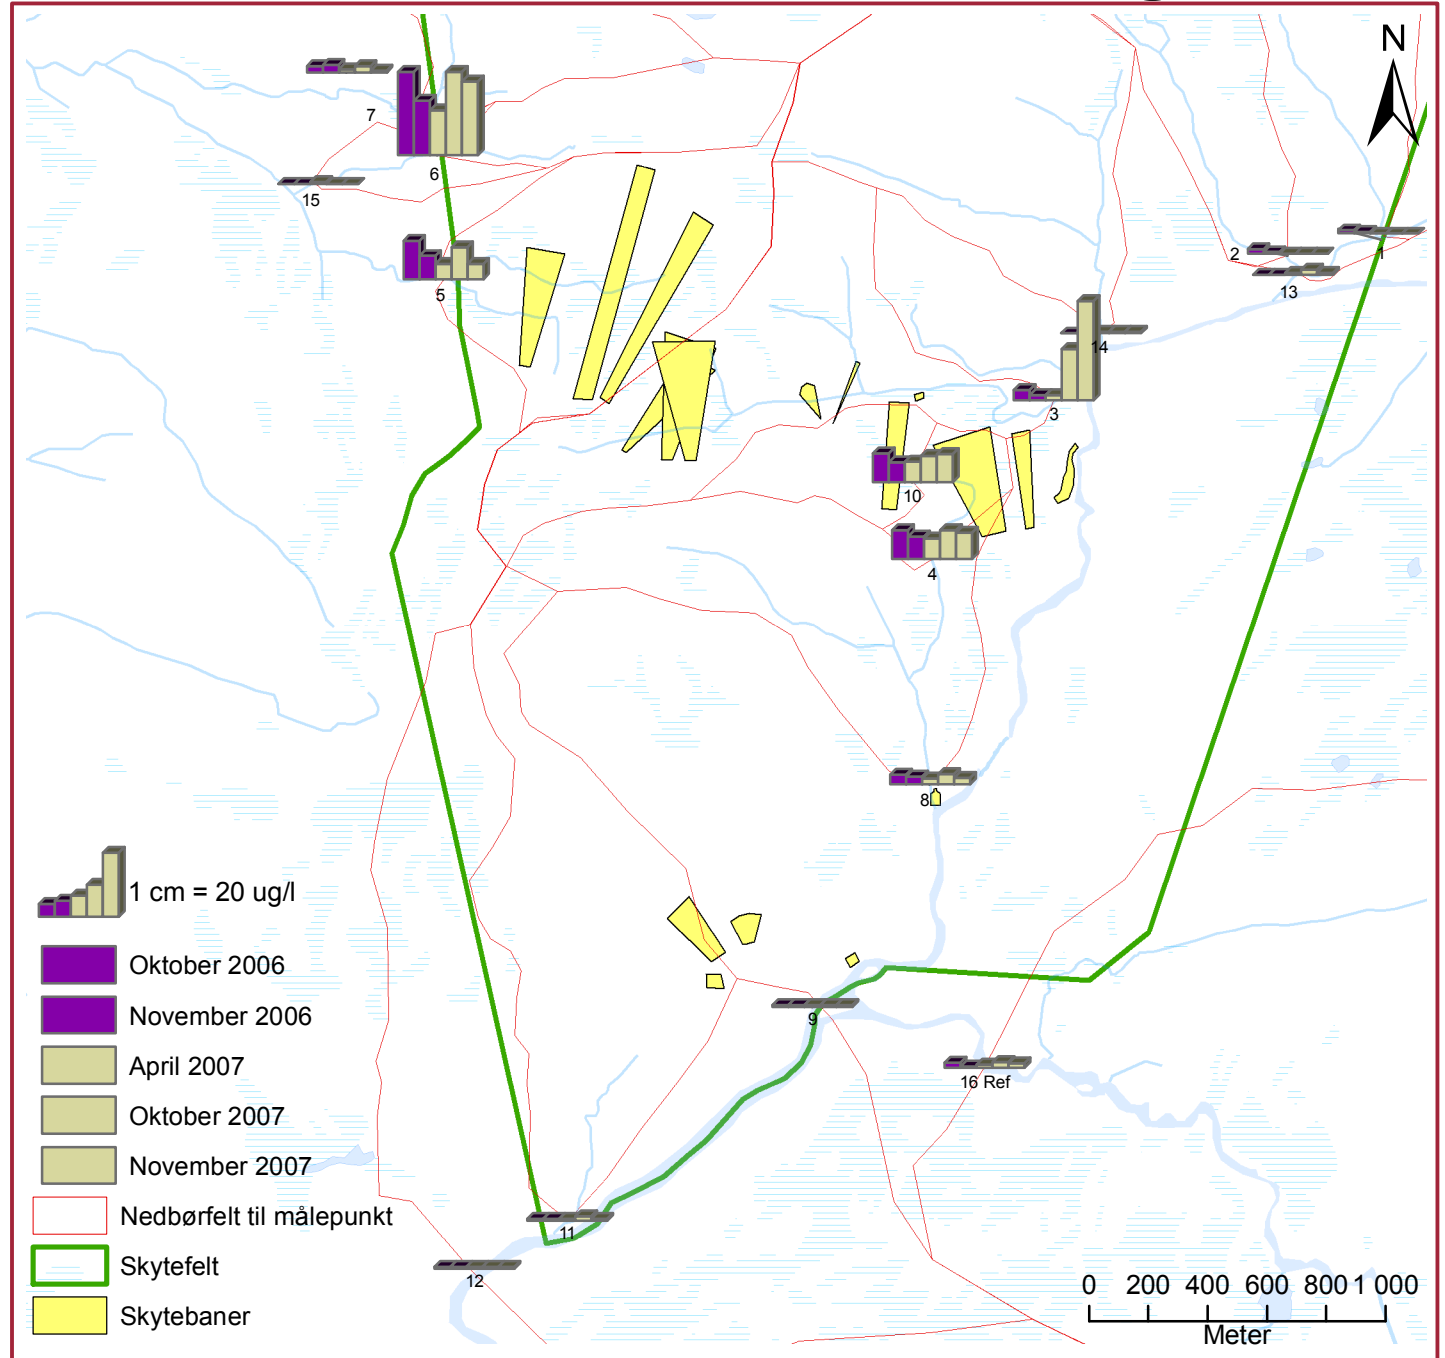 N
7
6
15
5
2
1
13
14
3
10
4
8
9
16 Ref
11
12
1 cm = 20 ug/l
Oktober 2006
November 2006
April 2007
Oktober 2007
November 2007
Nedbørfelt til målepunkt
Skytefelt
Skytebaner
0 200 400 600 800 1 000
Meter